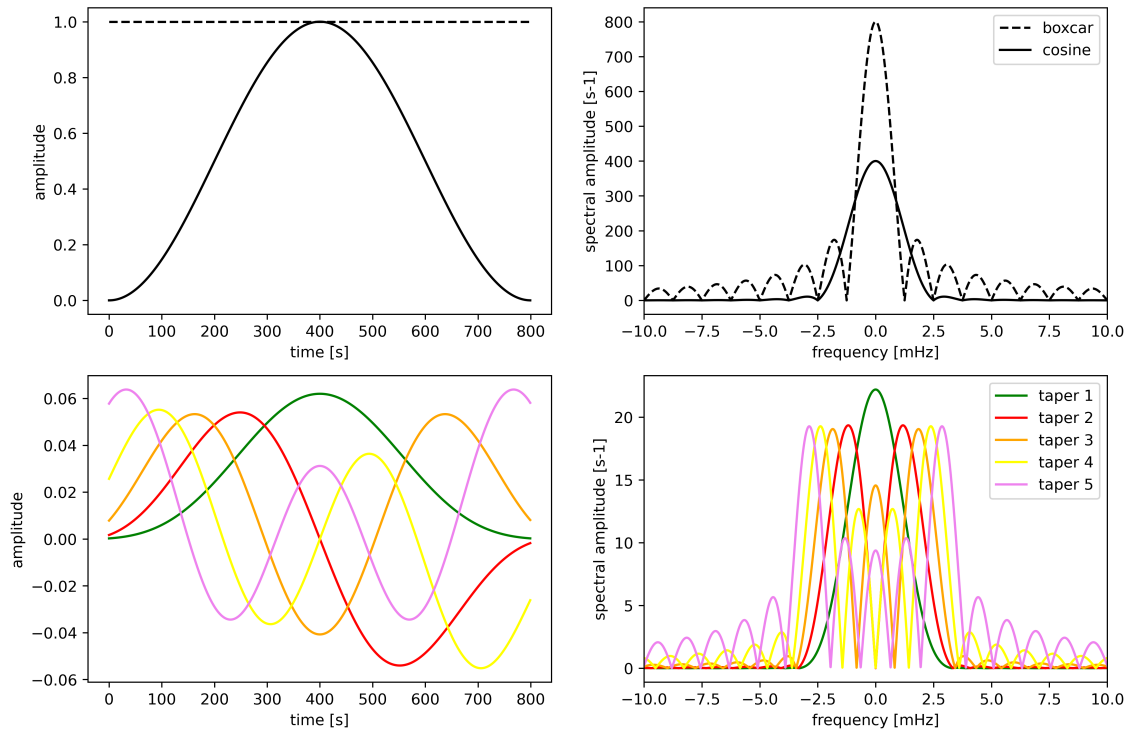 amplitude
1.0
0.8
0.6
0.4
0.2
0.0
0 100 200 300 400 500 600 700 800
time [s]
spectral amplitude [s-1]
800
700
600
500
400
300
200
100
0
boxcar
cosine
−10.0 −7.5 −5.0 −2.5 0.0 2.5 5.0 7.5 10.0
frequency [mHz]
amplitude
0.06
0.04
0.02
0.00
−0.02
−0.04
−0.06
0 100 200 300 400 500 600 700 800
time [s]
spectral amplitude [s-1]
20
15
10
5
0
taper 1
taper 2
taper 3
taper 4
taper 5
−10.0 −7.5 −5.0 −2.5 0.0 2.5 5.0 7.5 10.0
frequency [mHz]